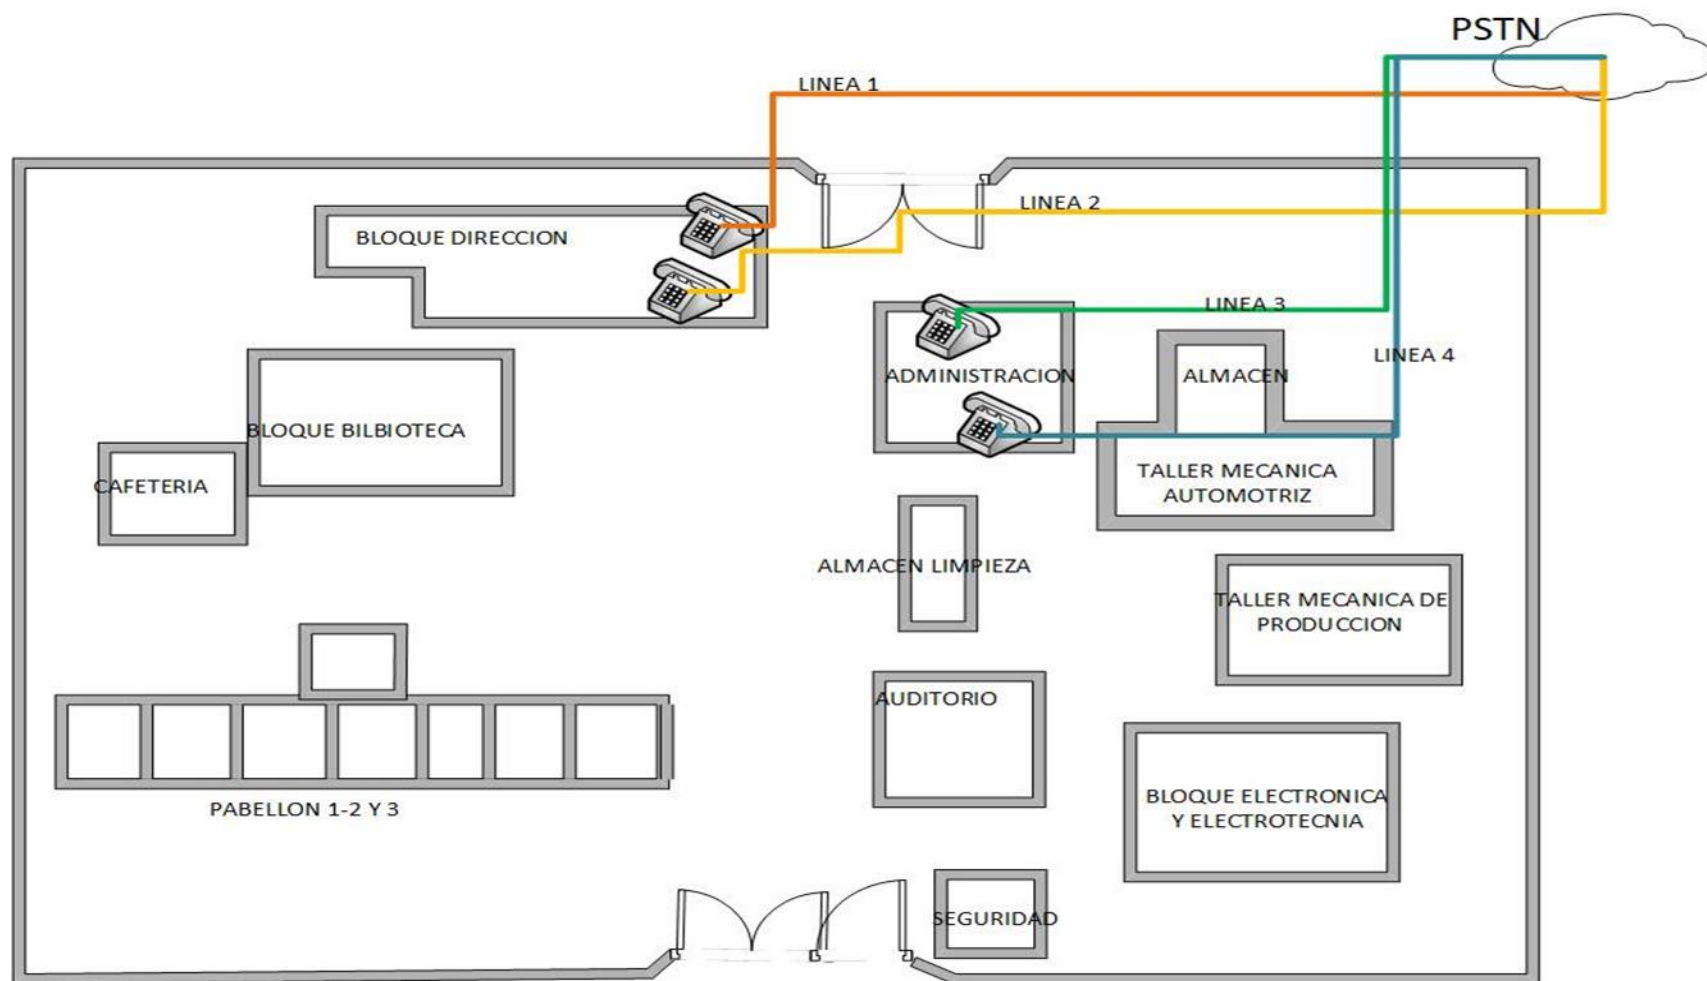 PSTN
LINEA 1
LINEA 2
BLOQUE DIRECCION
LINEA 3
LINEA 4
ADMINISTRACION
ALMACEN
BLOQUE BILBIOTECA
CAFETERIA
TALLER MECANICA
AUTOMOTRIZ
ALMACEN LIMPIEZA
TALLER MECANICA DE
PRODUCCION
AUDITORIO
PABELLON 1-2 Y 3
BLOQUE ELECTRONICA
Y ELECTROTECNIA
SEGURIDAD